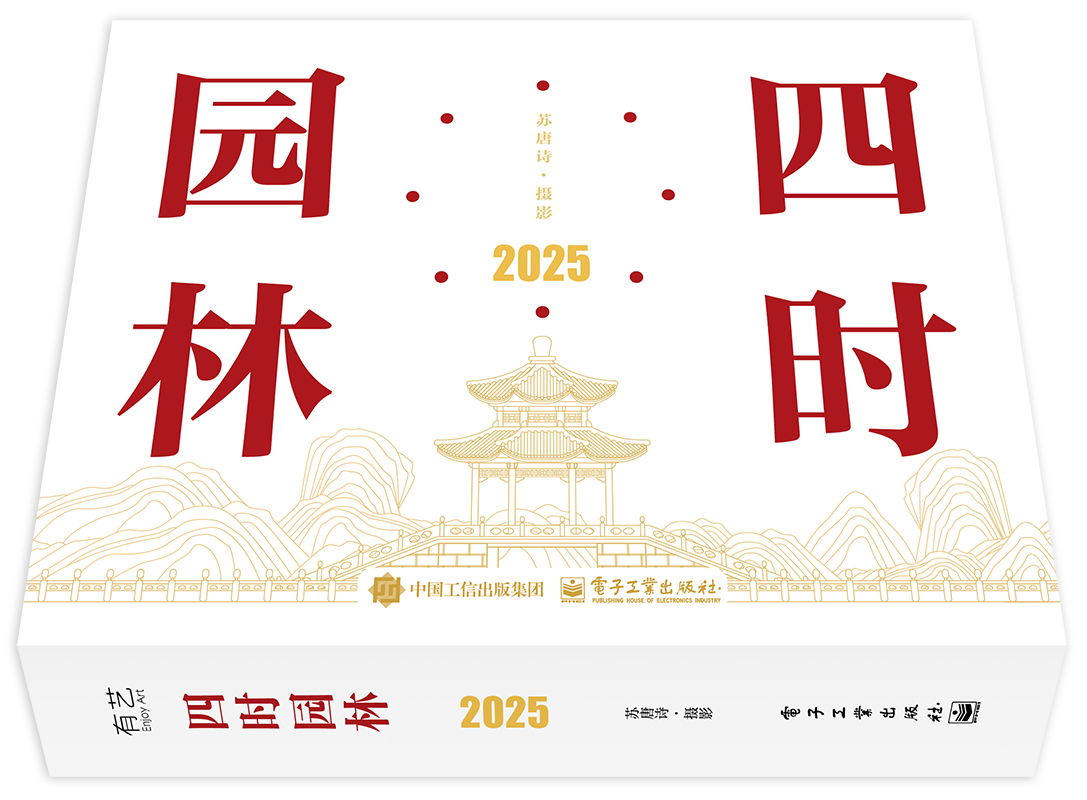 四时
园林
苏唐诗·摄影
2025
中国工信出版集团
電子工業出版社·
PUBLISHING HOUSE OF ELECTRONICS INDUSTRY
有艺
Enjoy Art
四时园林
2025
苏唐诗·摄影
電子工業出版社·